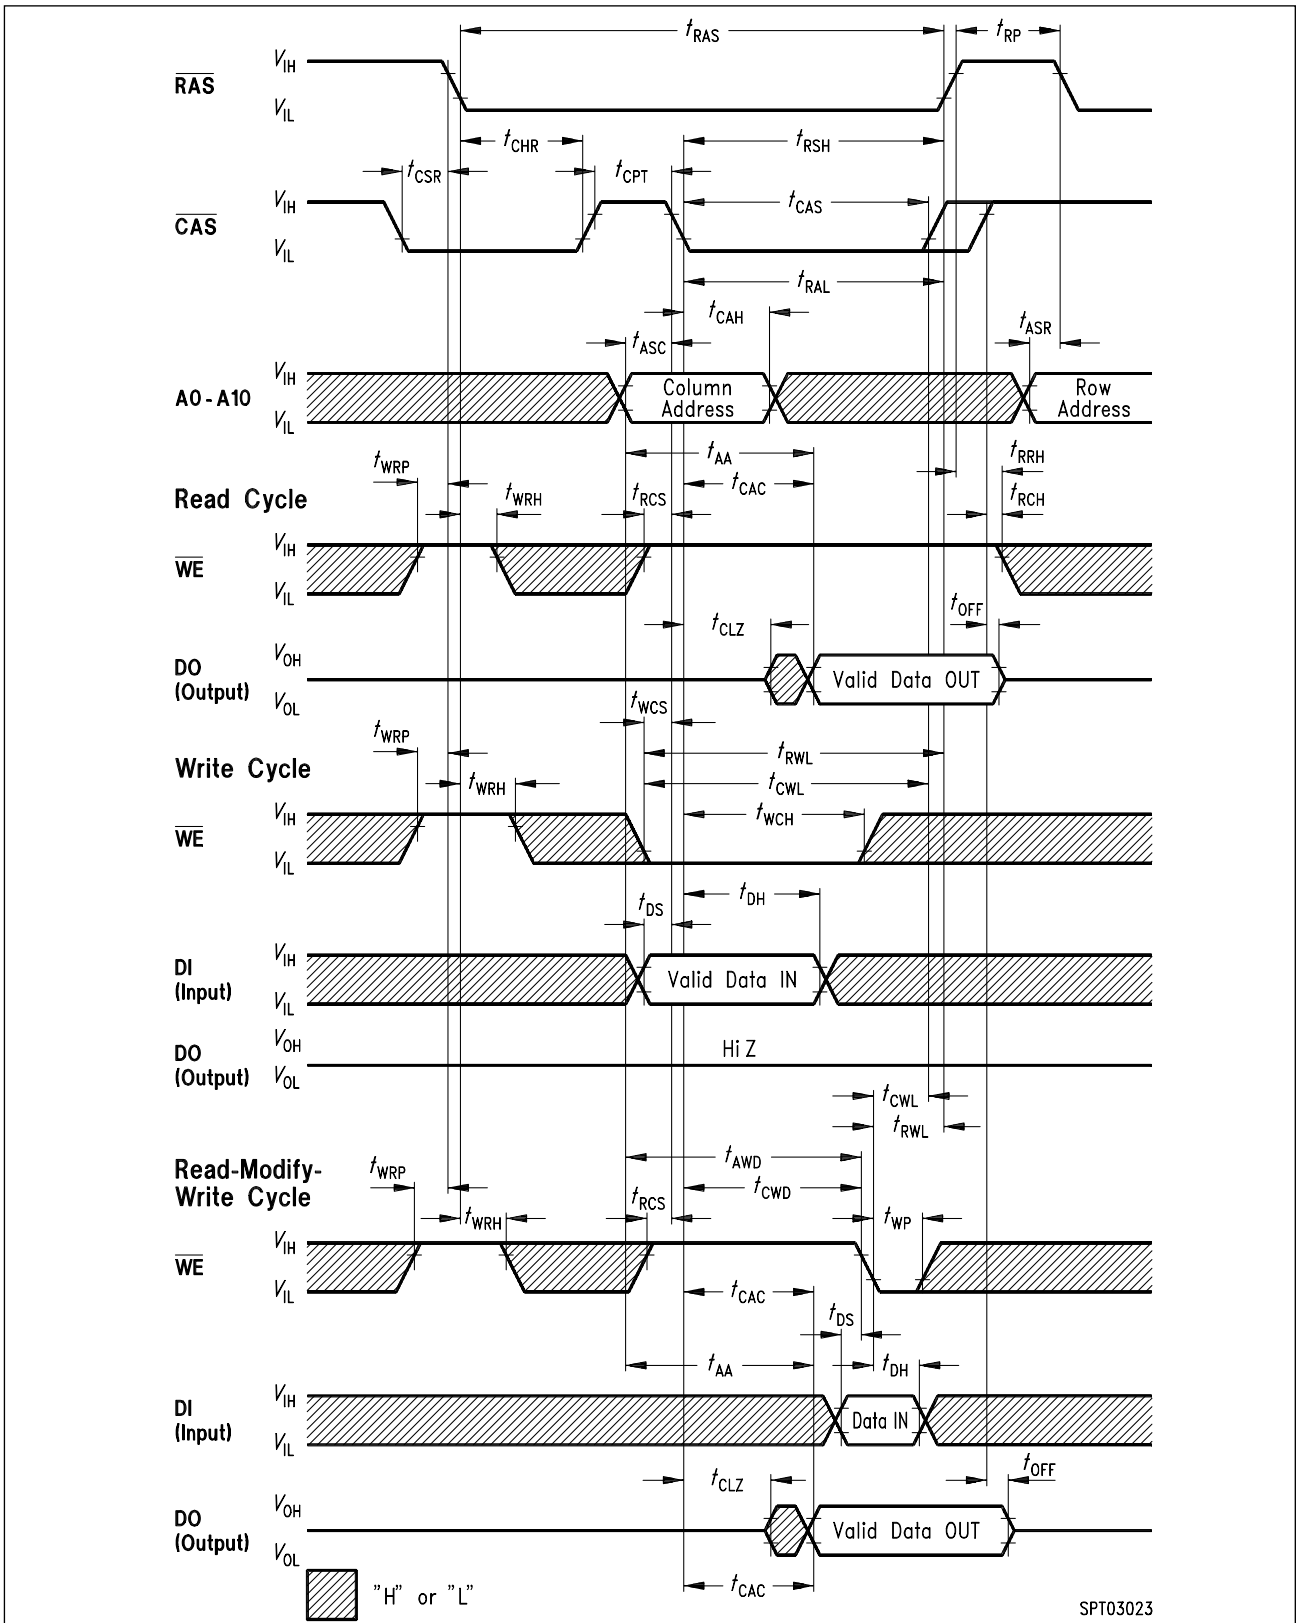 tRAS
tRP
VIH
RAS
VIL
tCHR
tRSH
tCSR
tCPT
VIH
tCAS
CAS
VIL
tRAL
tCAH
tASC
tASR
VIH
A0-A10
Column Address
Row Address
VIL
tAA
tRRH
tWRP
tCAC
Read Cycle
tWRH
tRCS
tRCH
VIH
WE
VIL
tOFF
tCLZ
VOH
DO (Output)
Valid Data OUT
VOL
tWCS
tWRP
tRWL
Write Cycle
tWRH
tCWL
VIH
tWCH
WE
VIL
tDH
tDS
VIH
DI (Input)
Valid Data IN
VIL
VOH
Hi Z
DO (Output)
VOL
tCWL
tRWL
Read-Modify-
Write Cycle
tWRP
tAWD
tCWD
tRCS
tWRH
tWP
VIH
WE
VIL
tCAC
tDS
tAA
tDH
VIH
DI (Input)
Data IN
VIL
tCLZ
tOFF
VOH
DO (Output)
Valid Data OUT
VOL
tCAC
"H" or "L"
SPT03023